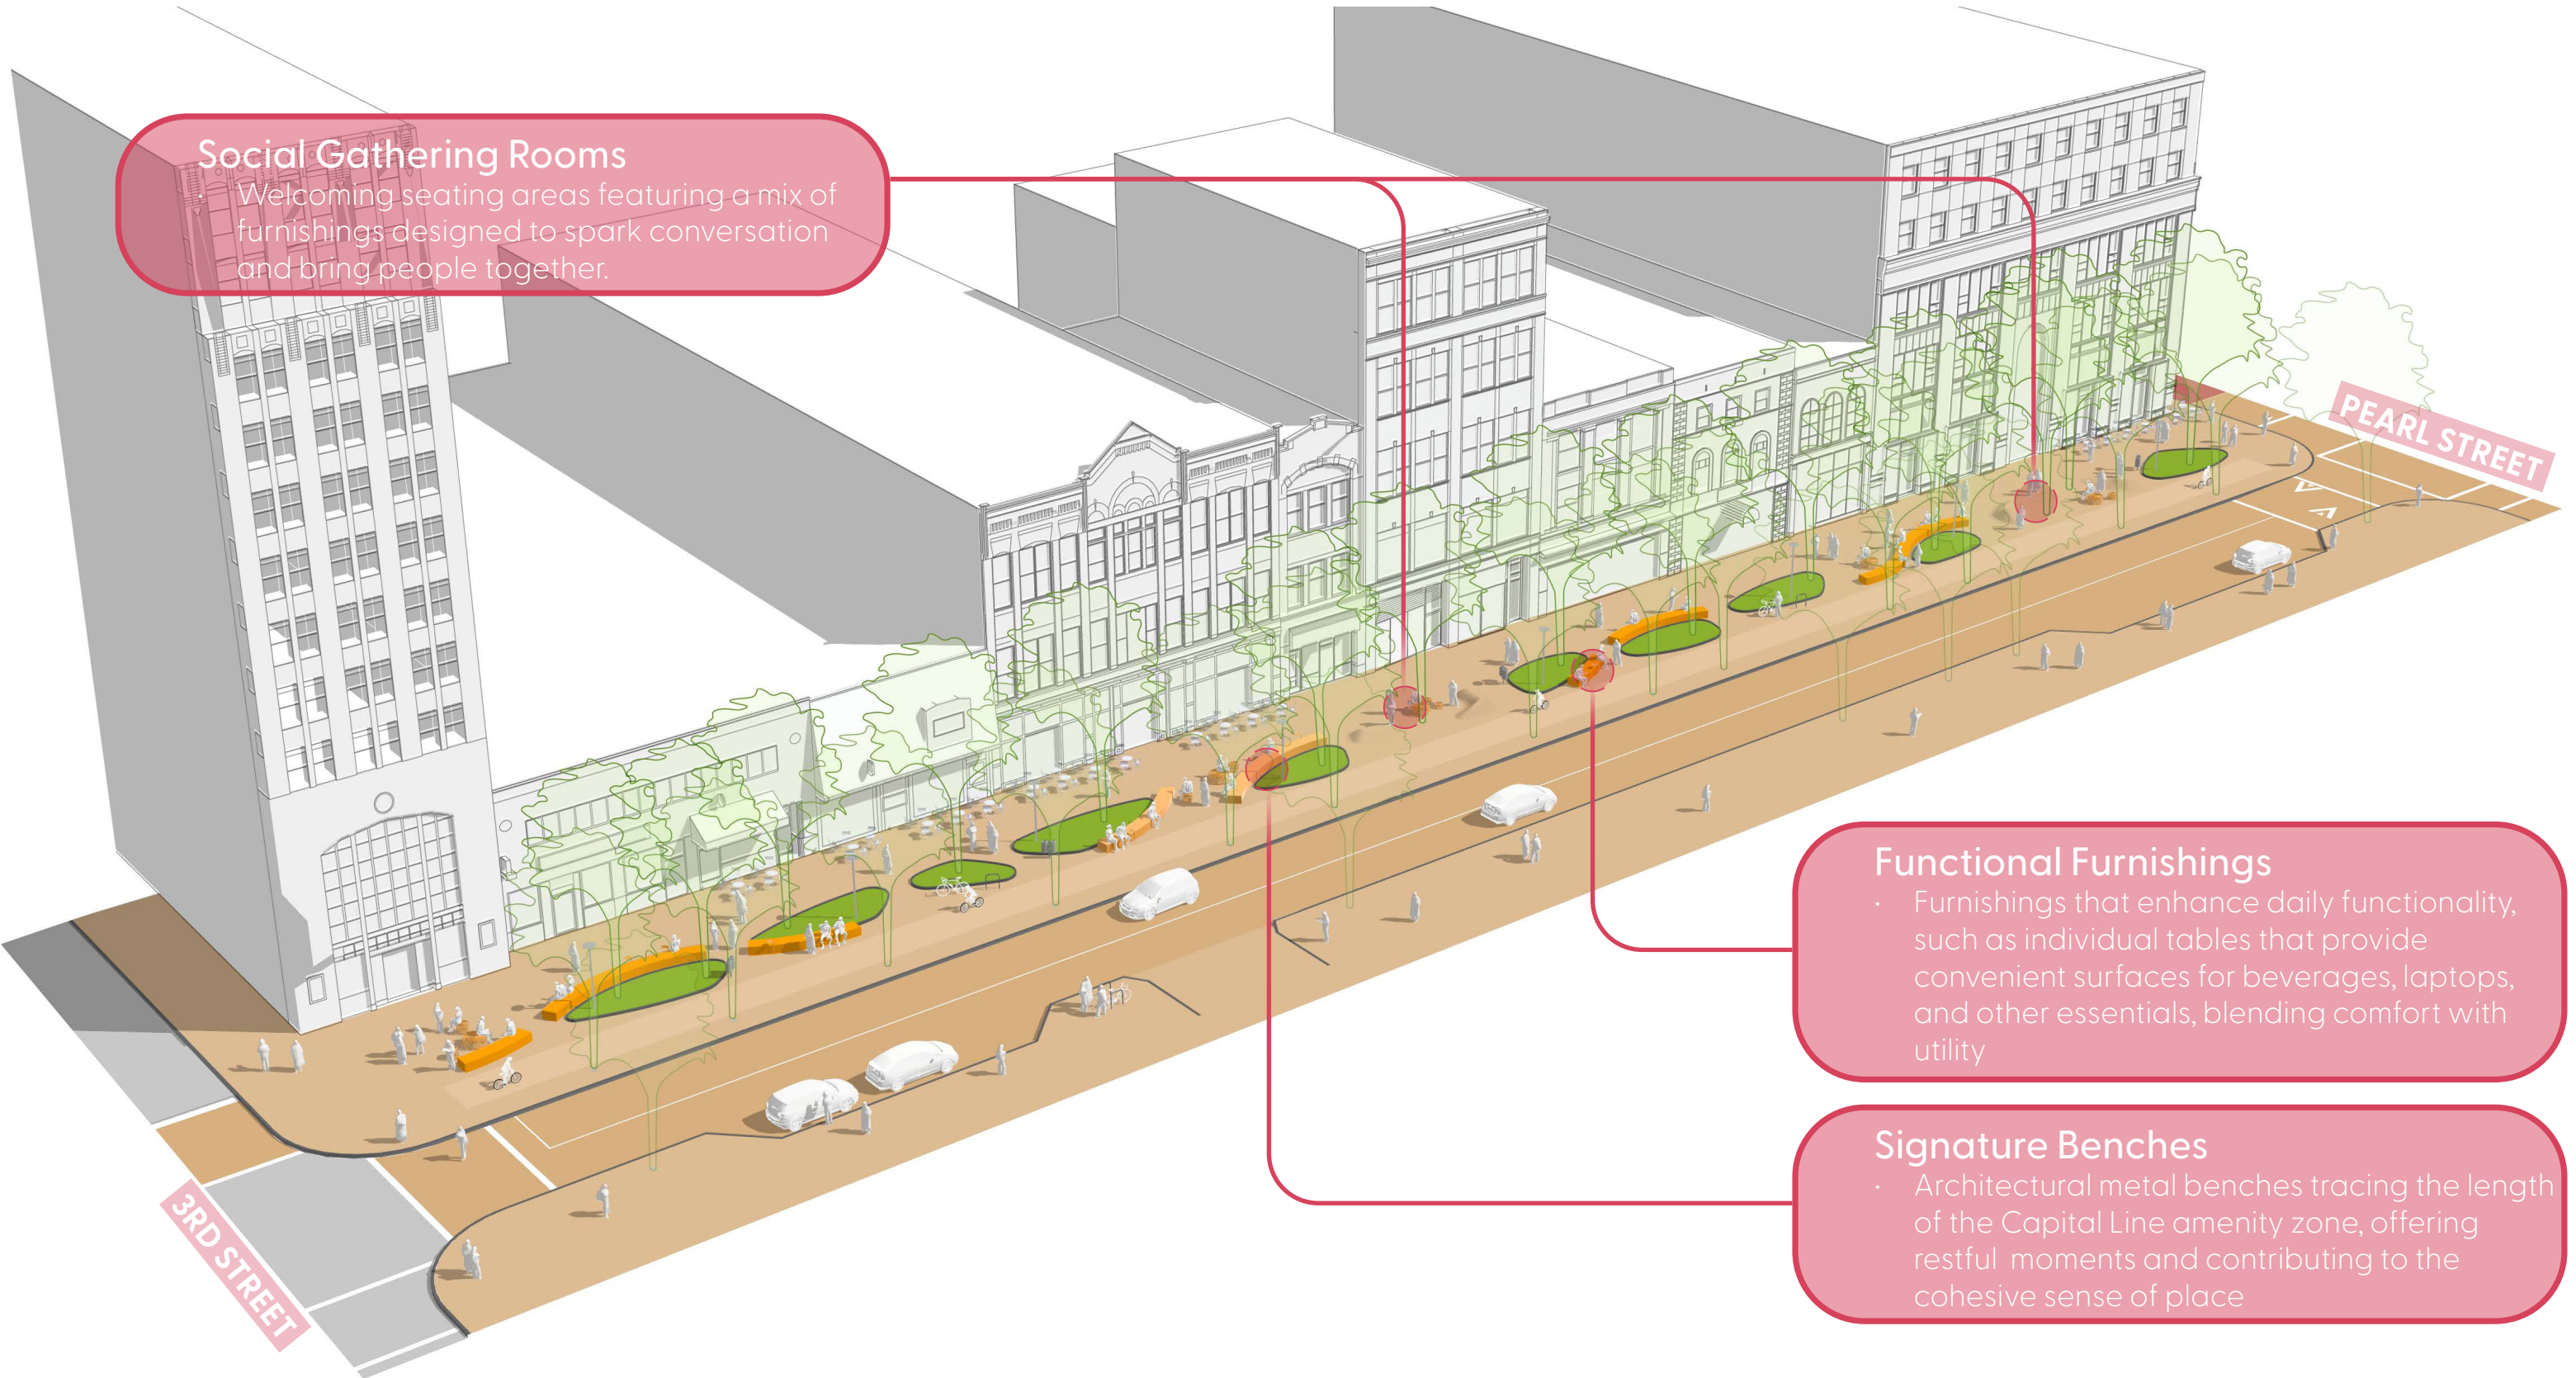 Social Gathering Rooms
· Welcoming seating areas featuring a mix of
furnishings designed to spark conversation
and bring people together.
PEARL STREET
Functional Furnishings
· Furnishings that enhance daily functionality,
such as individual tables that provide
convenient surfaces for beverages, laptops,
and other essentials, blending comfort with
utility
Signature Benches
· Architectural metal benches tracing the length
of the Capital Line amenity zone, offering
restful moments and contributing to the
cohesive sense of place
3RD STREET